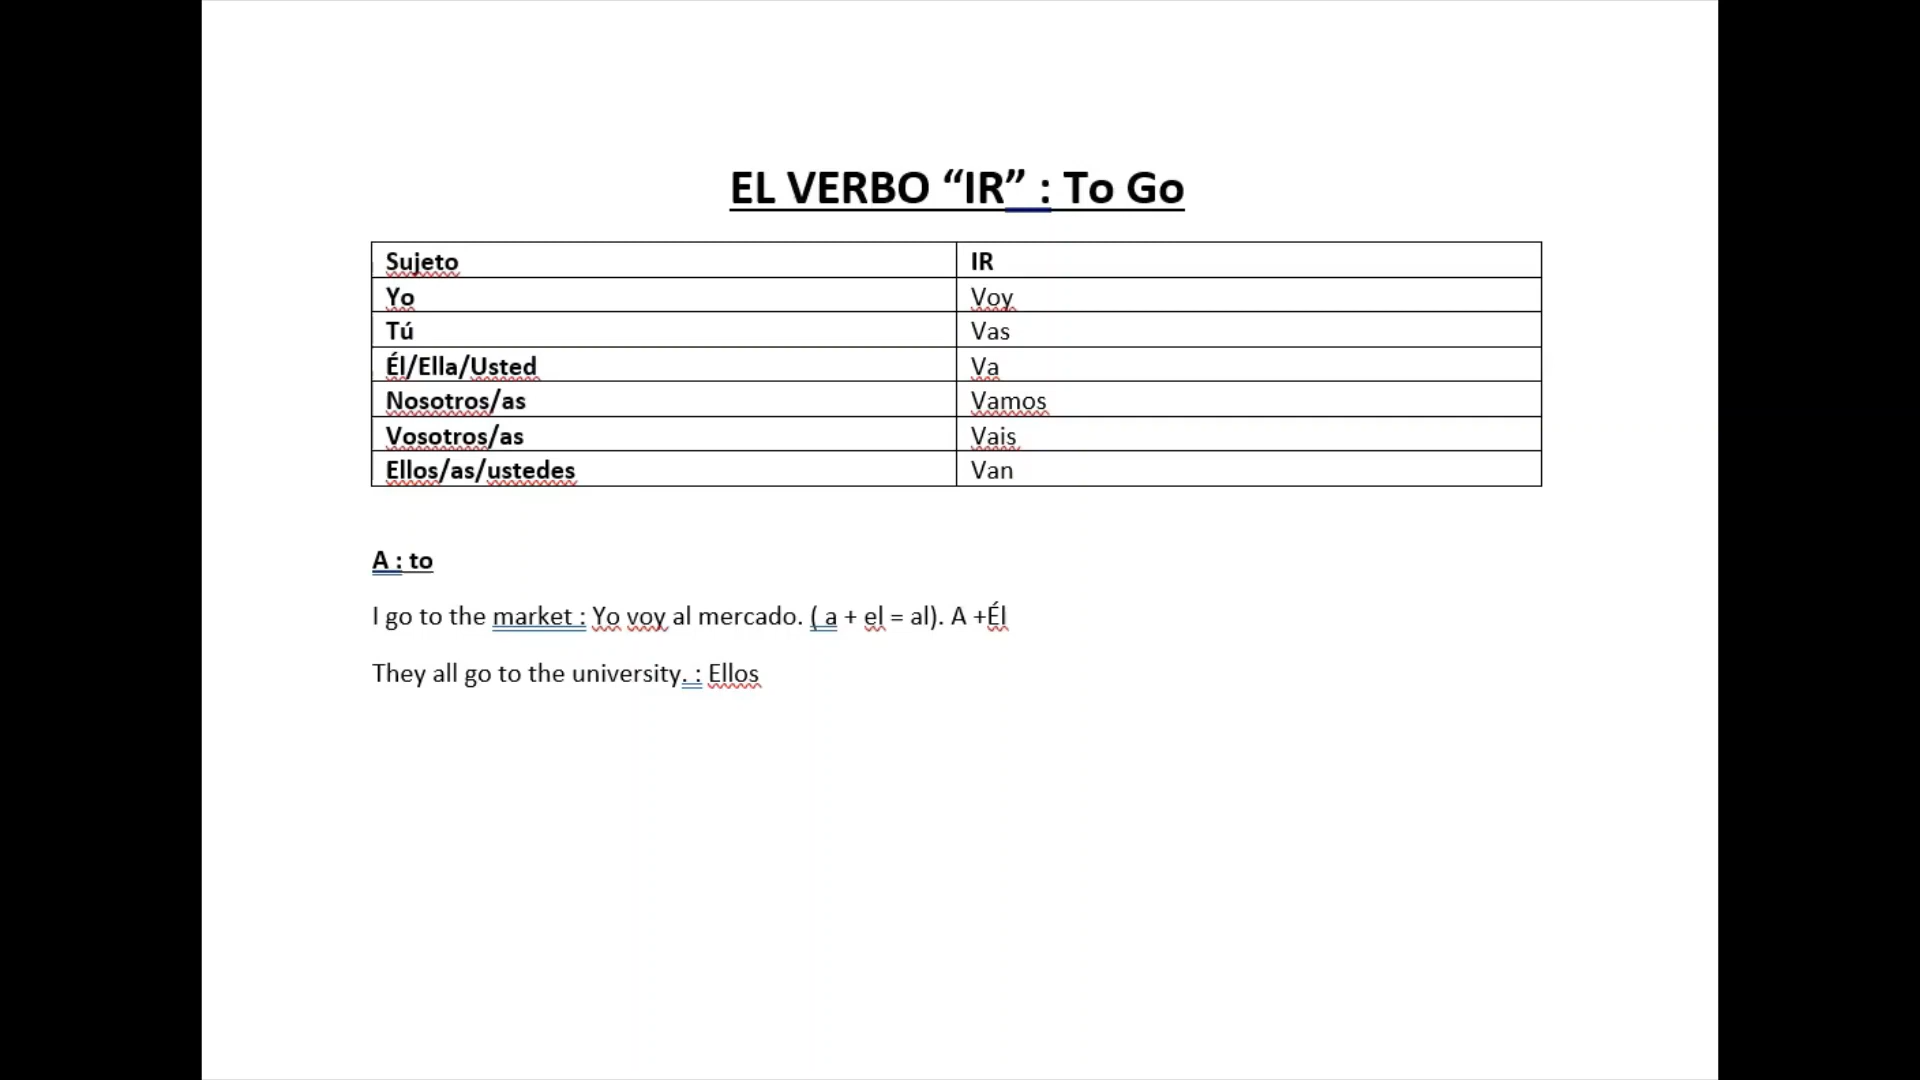 EL VERBO “IR” : To Go
Sujeto IR
Yo Voy
Tú Vas
Él/Ella/Usted Va
Nosotros/as Vamos
Vosotros/as Vais
Ellos/as/ustedes Van
A : to
I go to the market : Yo voy al mercado. ( a + el = al). A +Él
They all go to the university. : Ellos